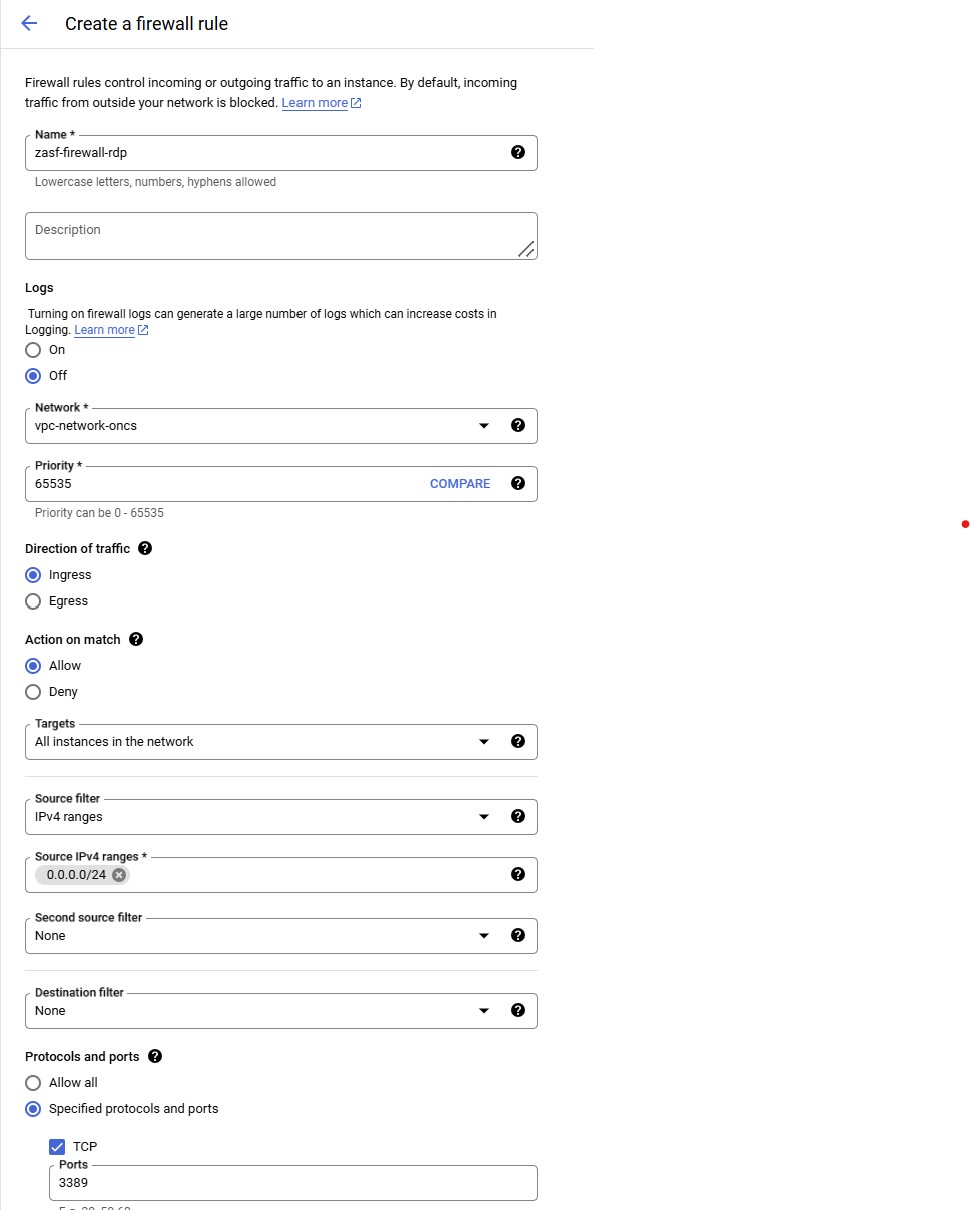 Create a firewall rule
Firewall rules control incoming or outgoing traffic to an instance. By default, incoming
traffic from outside your network is blocked. Learn more
Name *
zasf-firewall-rdp
Lowercase letters, numbers, hyphens allowed
Description
Logs
Turning on firewall logs can generate a large number of logs which can increase costs in
Logging. Learn more
On
Off
Network *
vpc-network-oncs
Priority *
65535
COMPARE
Priority can be 0 - 65535
Direction of traffic
Ingress
Egress
Action on match
Allow
Deny
Targets
All instances in the network
Source filter
IPv4 ranges
Source IPv4 ranges *
0.0.0.0/24
Second source filter
None
Destination filter
None
Protocols and ports
Allow all
Specified protocols and ports
TCP
Ports
3389